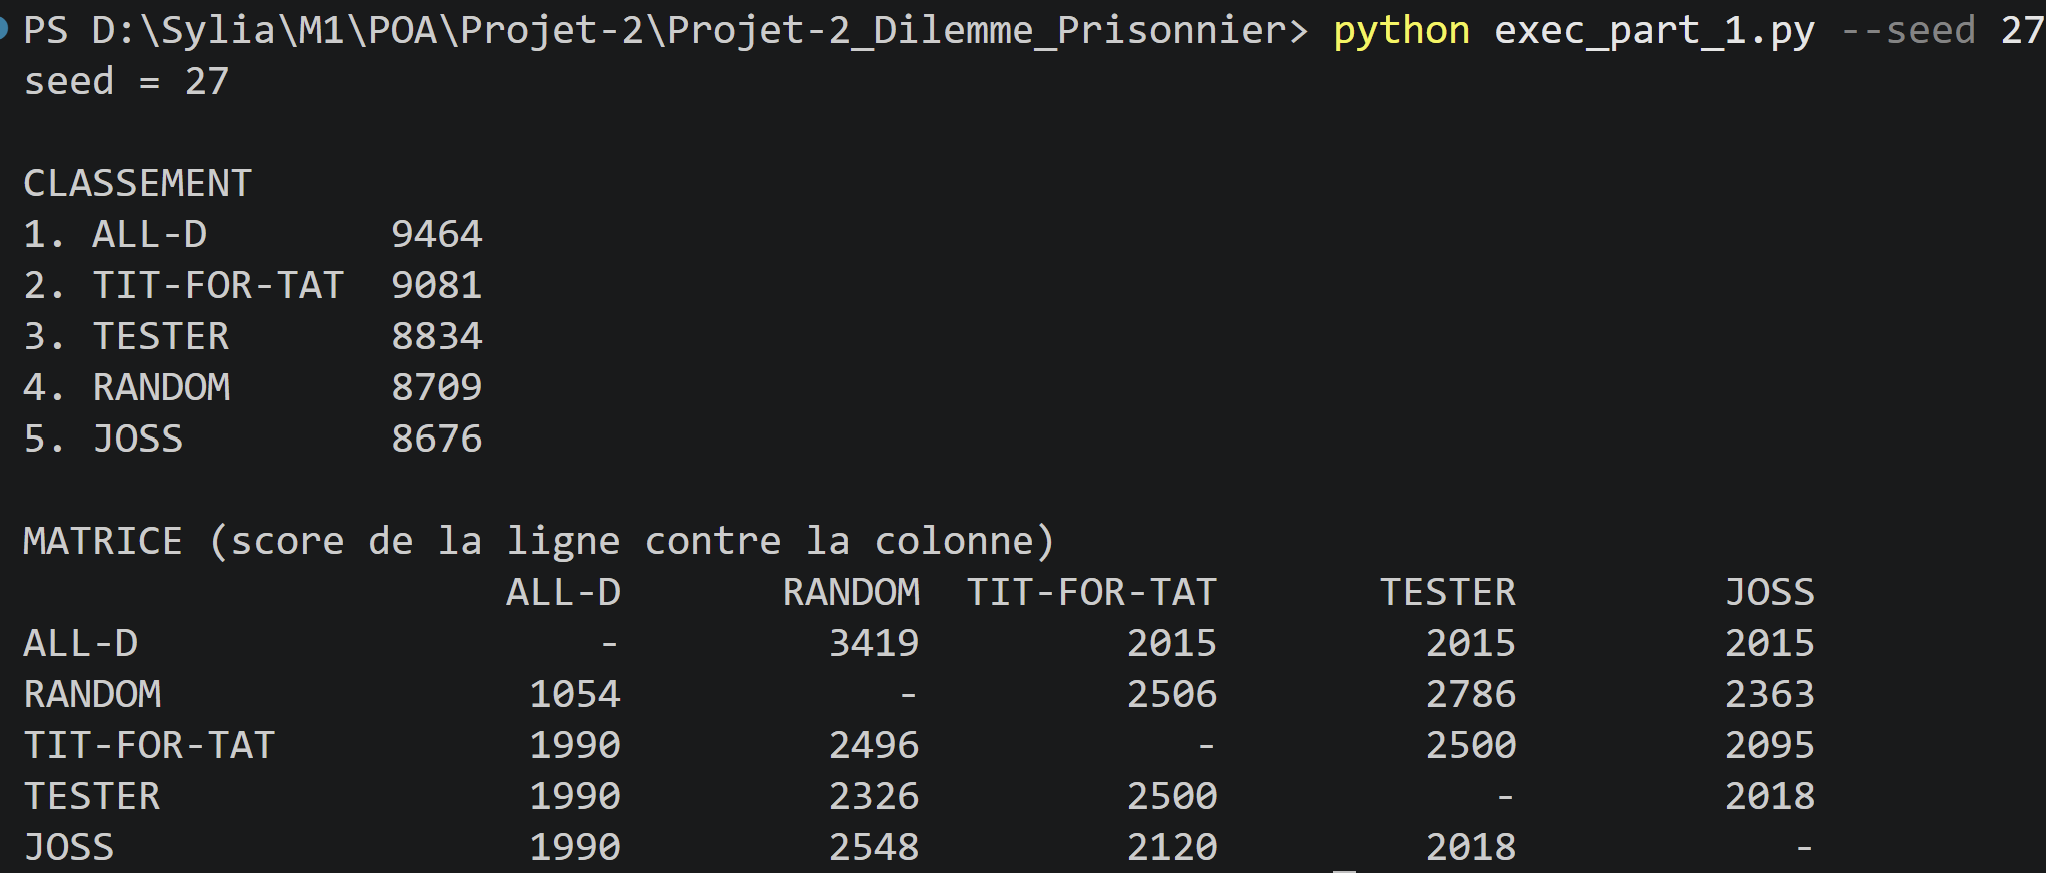 PS D:\Sylia\M1\POA\Projet-2\Projet-2_Dilemme_Prisonnier> python exec_part_1.py --seed 27
seed = 27
CLASSEMENT
1. ALL-D 9464
2. TIT-FOR-TAT 9081
3. TESTER 8834
4. RANDOM 8709
5. JOSS 8676
MATRICE (score de la ligne contre la colonne)
ALL-D RANDOM TIT-FOR-TAT TESTER JOSS
ALL-D - 3419 2015 2015 2015
RANDOM 1054 - 2506 2786 2363
TIT-FOR-TAT 1990 2496 - 2500 2095
TESTER 1990 2326 2500 - 2018
JOSS 1990 2548 2120 2018 -